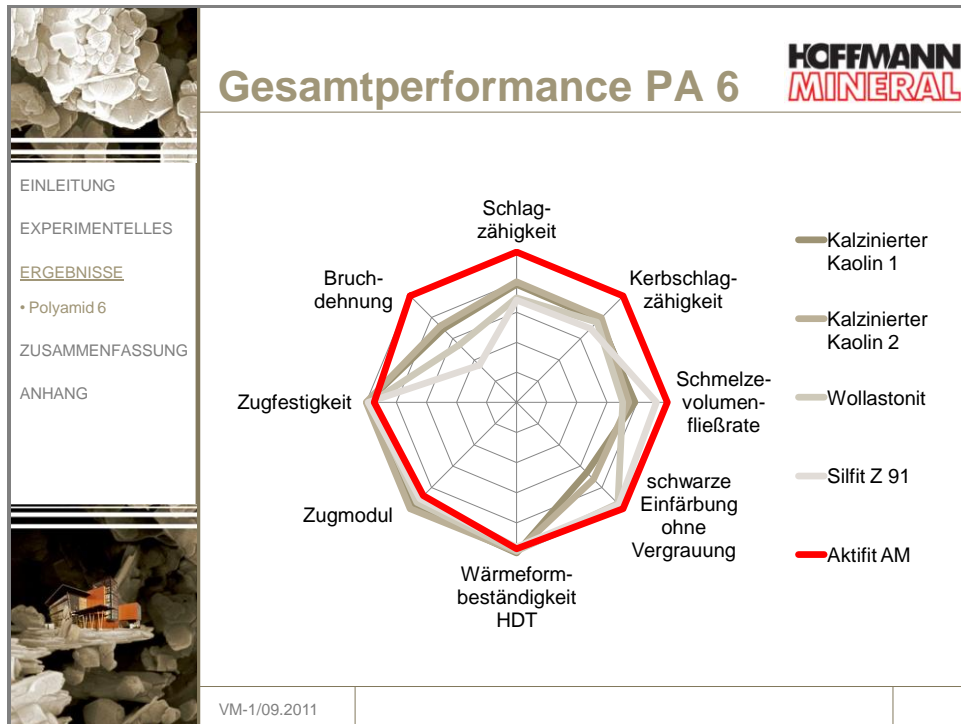 Gesamtperformance PA 6
HOFFMANN
MINERAL
EINLEITUNG
EXPERIMENTELLES
ERGEBNISSE
• Polyamid 6
ZUSAMMENFASSUNG
ANHANG
Schlag-
zähigkeit
Kerbschlag-
zähigkeit
Schmelze-
volumen-
fließrate
schwarze
Einfärbung
ohne
Vergrauung
Wärmeform-
beständigkeit
HDT
Zugmodul
Zugfestigkeit
Bruch-
dehnung
Kalzinierter
Kaolin 1
Kalzinierter
Kaolin 2
Wollastonit
Silfit Z 91
Aktifit AM
VM-1/09.2011